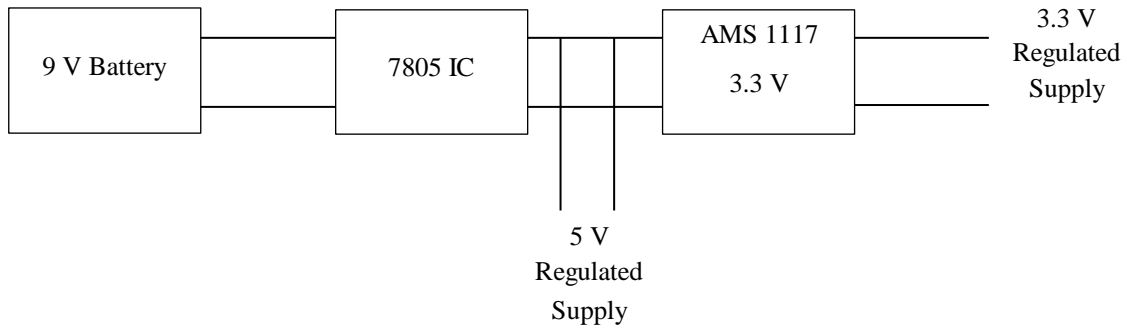 9 V Battery
7805 IC
AMS 1117
3.3 V
3.3 V
Regulated
Supply
5 V
Regulated
Supply